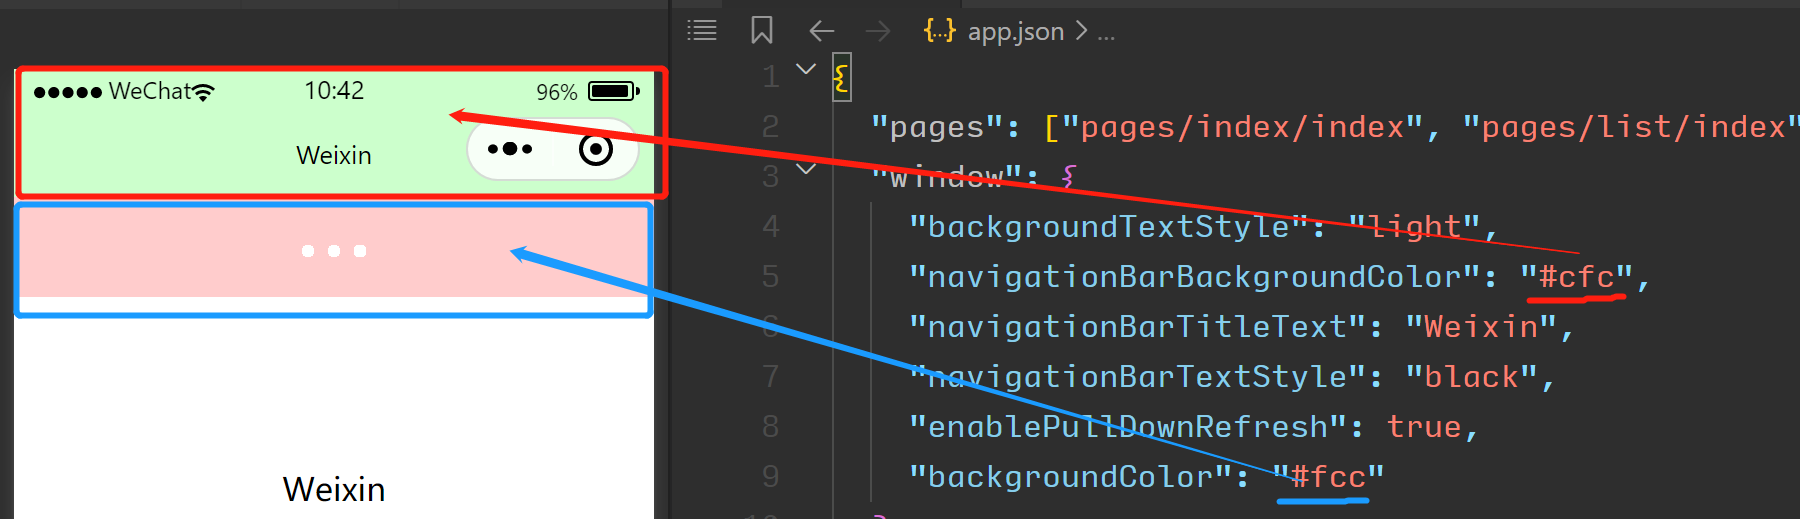 WeChat 10:42 96%
Weixin
Weixin
{...} app.json > ...
1 {
2 "pages": ["pages/index/index", "pages/list/index"
3 "window": {
4 "backgroundTextStyle": "light",
5 "navigationBarBackgroundColor": "#cfc",
6 "navigationBarTitleText": "Weixin",
7 "navigationBarTextStyle": "black",
8 "enablePullDownRefresh": true,
9 "backgroundColor": "#fcc"